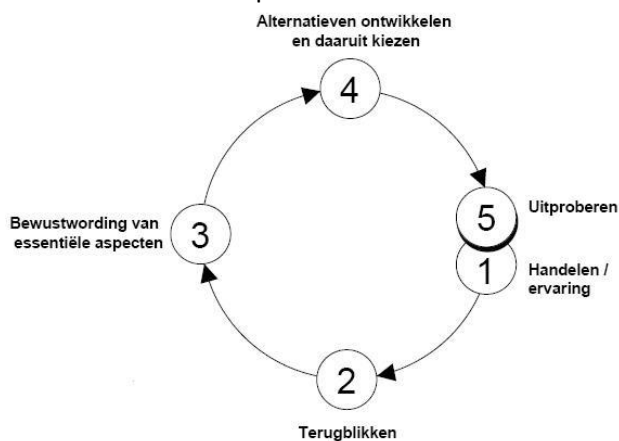 Alternatieven ontwikkelen
en daaruit kiezen
4
5
Uitproberen
Bewustwording van
essentiële aspecten
3
1
Handelen /
ervaring
2
Terugblikken